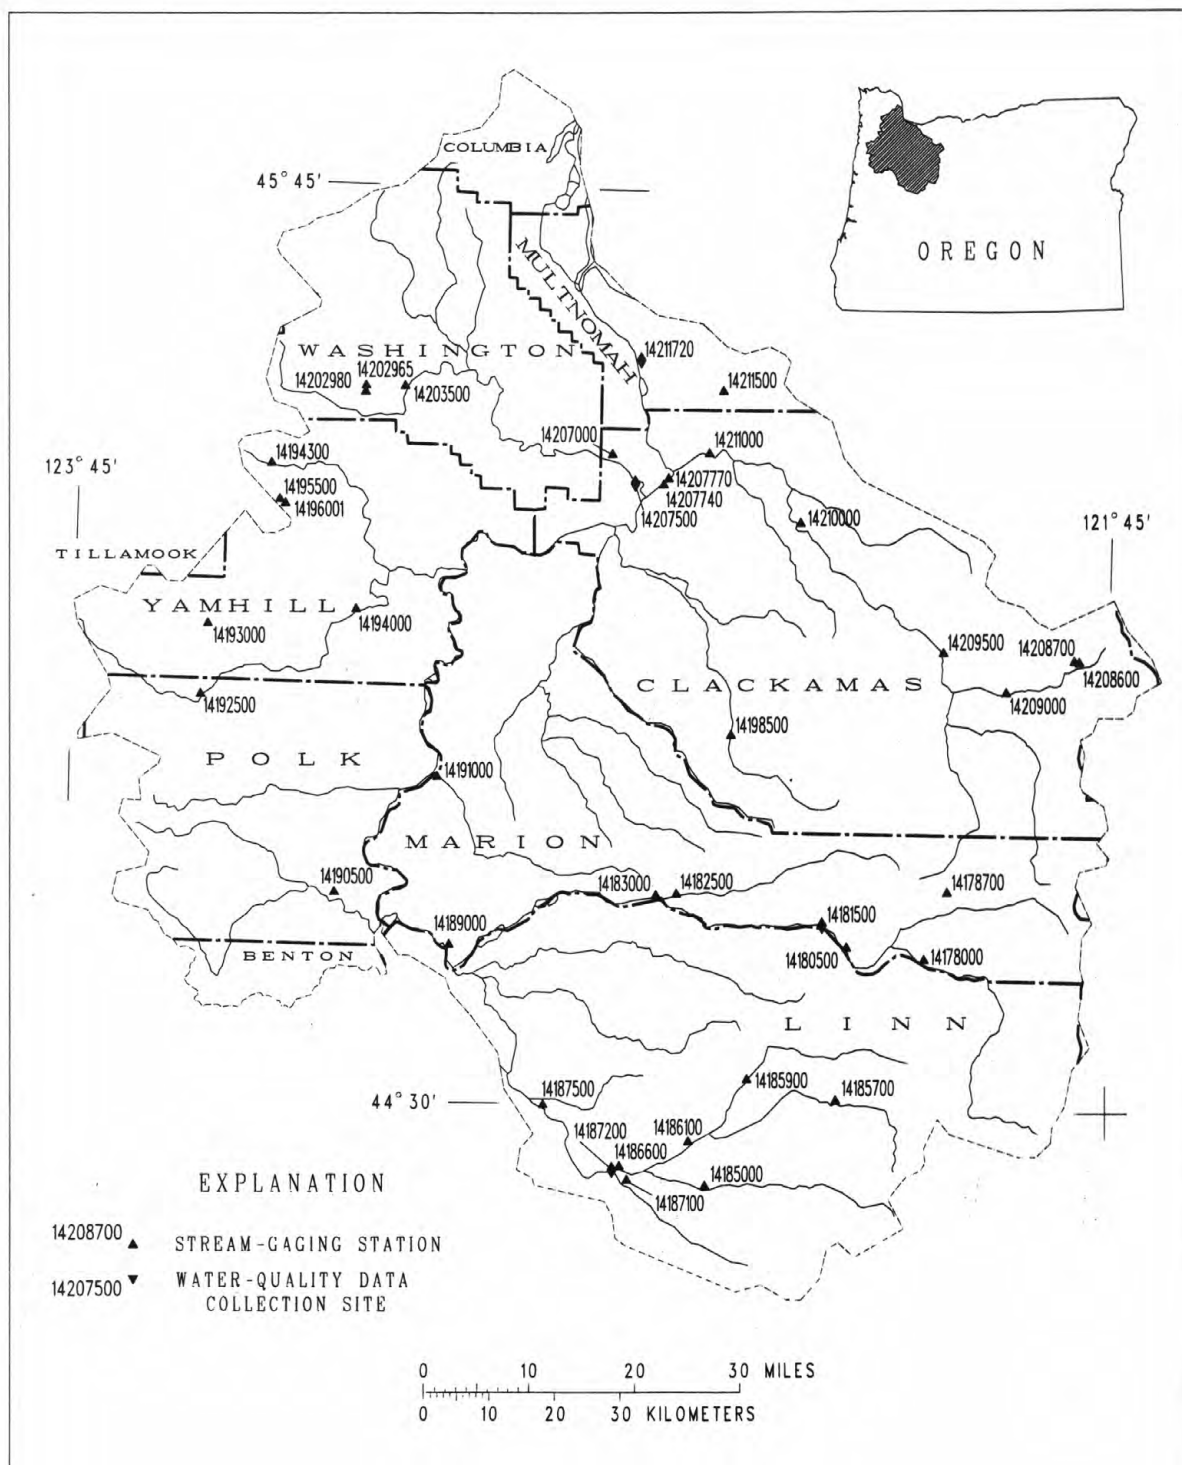 COLUMBIA
45° 45'
OREGON
MULTNOMAH
WASHINGTON
14211720
14202965
14202980
14203500
14211500
14207000
14211000
14194300
123° 45'
14207770
14195500
14207740
14196001
14207500
14210000
121° 45'
TILLAMOOK
YAMHILL
14194000
14193000
14209500
14208700
14208600
CLACKAMAS
14192500
14209000
14198500
POLK
14191000
MARION
14190500
14183000
14182500
14178700
14189000
14181500
BENTON
14180500
14178000
LINN
14187500
14185900
14185700
44° 30'
14187200
14186100
14186600
14185000
14187100
EXPLANATION
14208700
STREAM-GAGING STATION
14207500
WATER-QUALITY DATA
COLLECTION SITE
0 10 20 30 MILES
0 10 20 30 KILOMETERS